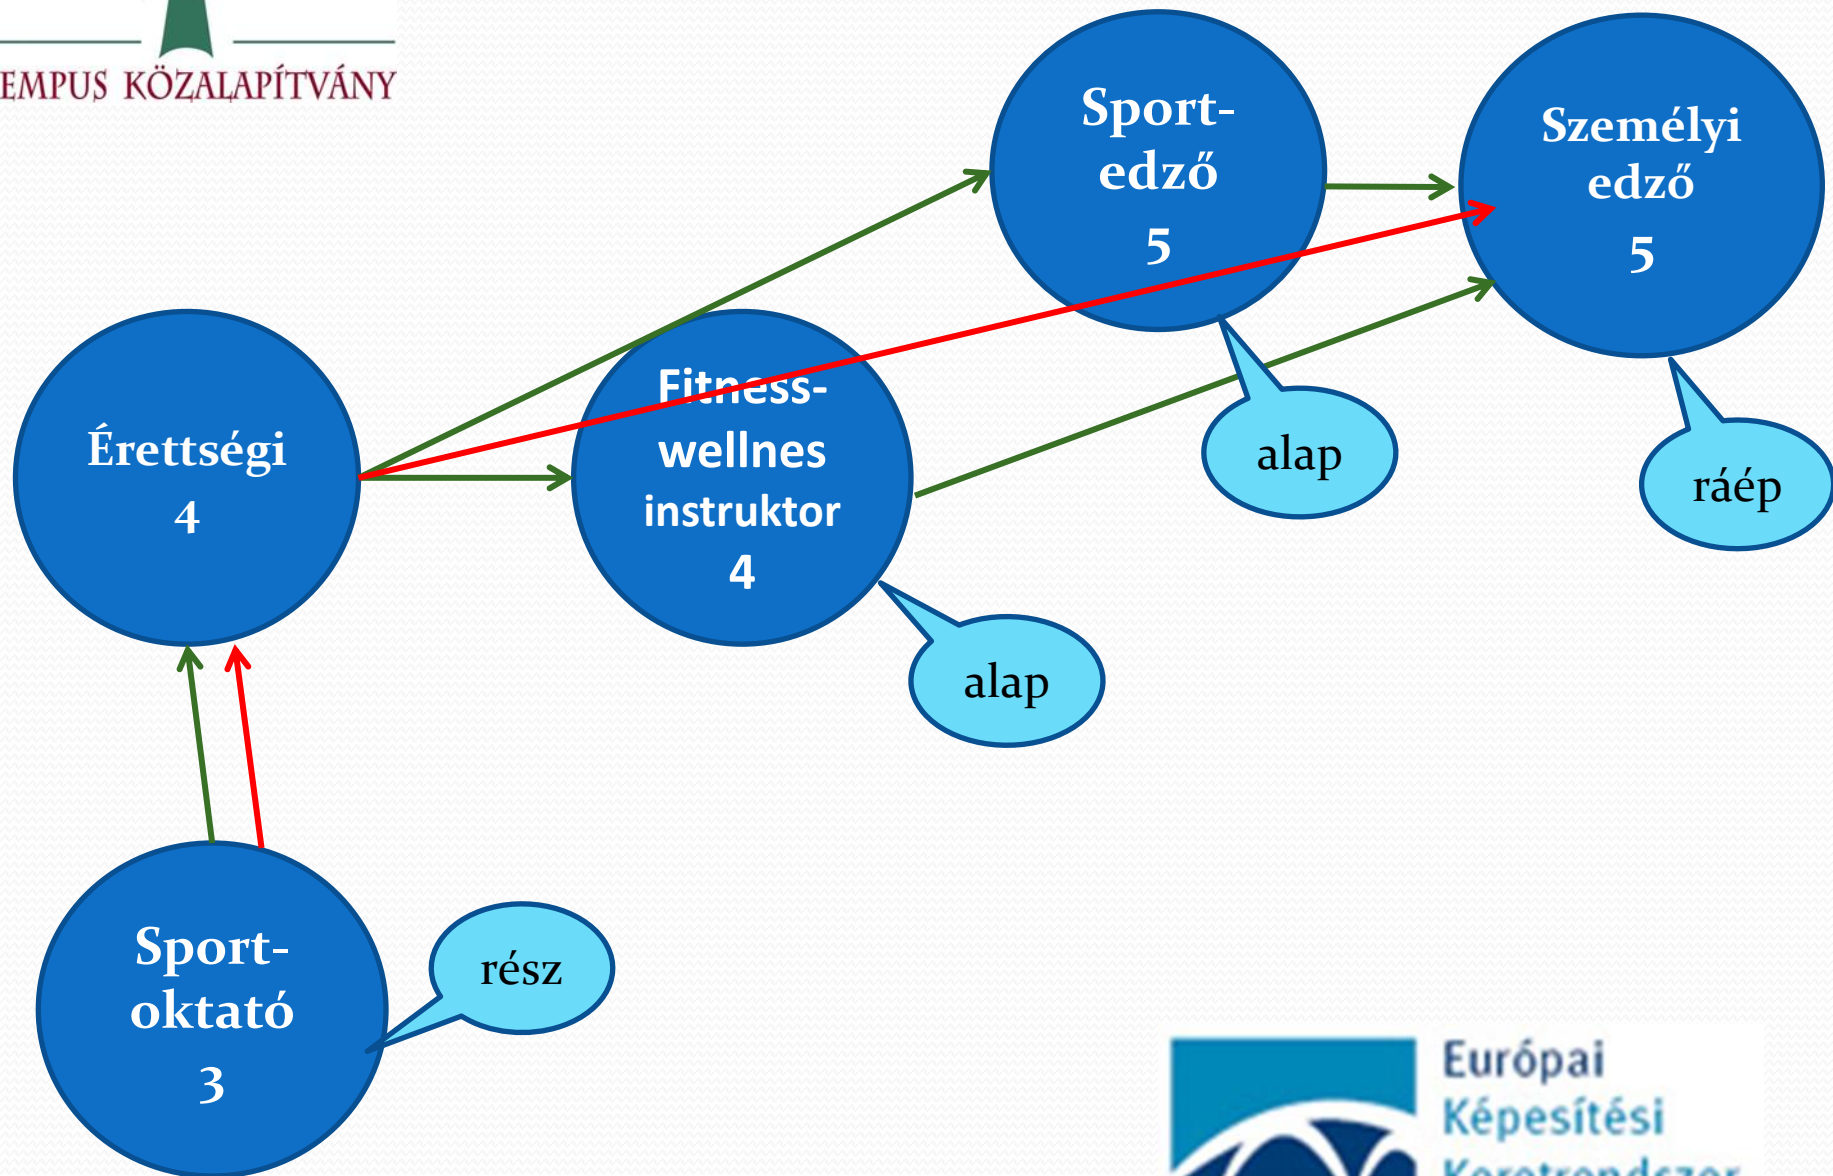 EMPUS KÖZALAPÍTVÁNY
Sport-
edző
5
Személyi
edző
5
Érettségi
4
Fitness-
wellnes
instruktor
4
alap
ráép
alap
Sport-
oktató
3
rész
Európai
Képesítési
Keretrendszer